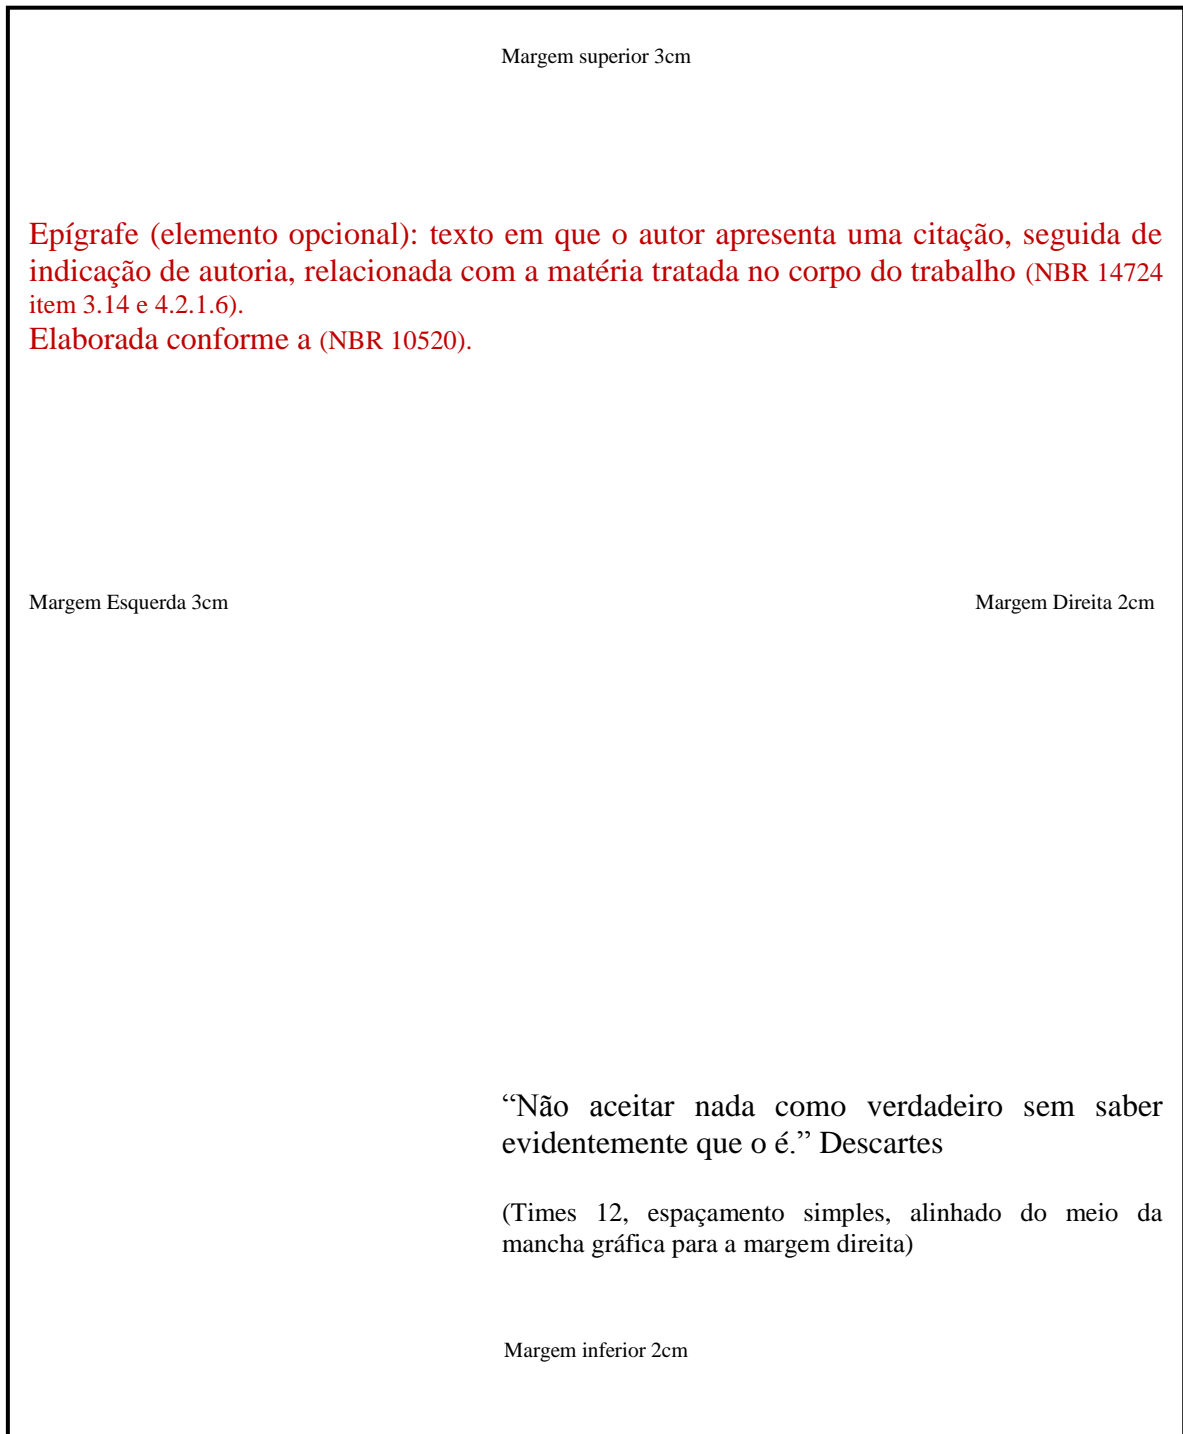 Margem superior 3cm
Epígrafe (elemento opcional): texto em que o autor apresenta uma citação, seguida de
indicação de autoria, relacionada com a matéria tratada no corpo do trabalho (NBR 14724
item 3.14 e 4.2.1.6).
Elaborada conforme a (NBR 10520).
Margem Esquerda 3cm
Margem Direita 2cm
“Não aceitar nada como verdadeiro sem saber
evidentemente que o é.” Descartes
(Times 12, espaçamento simples, alinhado do meio da
mancha gráfica para a margem direita)
Margem inferior 2cm